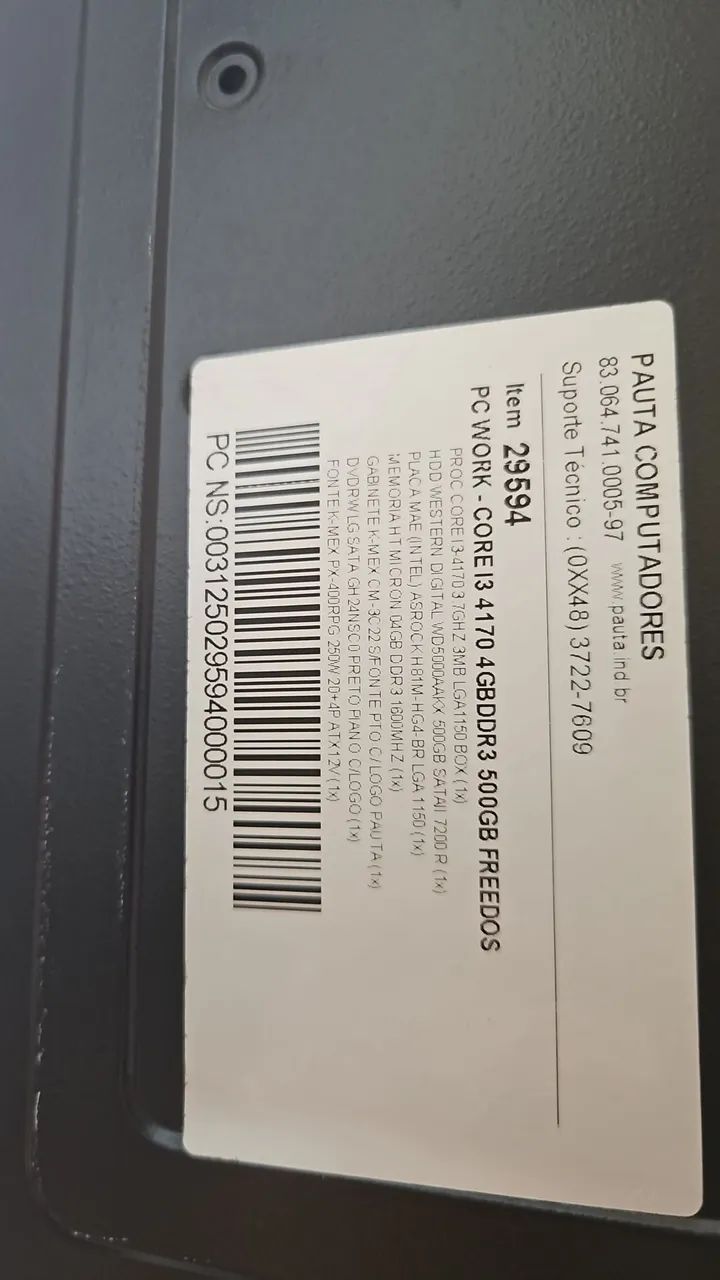 PAUTA COMPUTADORES
83.064.741.0005-97 www.pauta.ind.br
Suporte Técnico : (0XX48) 3722-7609
Item 29594
PC WORK - CORE I3 4170 4GBDDR3 500GB FREEDOS
PROC CORE I3-4170 3.7GHZ 3MB LGA1150 BOX (1x)
HDD WESTERN DIGITAL WD5000AAKX 500GB SATAII 7200 R (1x)
PLACA MAE (INTEL) ASROCK H81M-HG4-BR LGA 1150 (1x)
MEMORIA HT MICRON 04GB DDR3 1600MHZ (1x)
GABINETE K-MEX CM-3C22 S/FONTE PTO C/LOGO PAUTA (1x)
DVDRW LG SATA GH24NSC0 PRETO PIANO C/LOGO (1x)
FONTE K-MEX PX-400RPG 250W 20+4P ATX12V (1x)
PC NS:003125029594000015